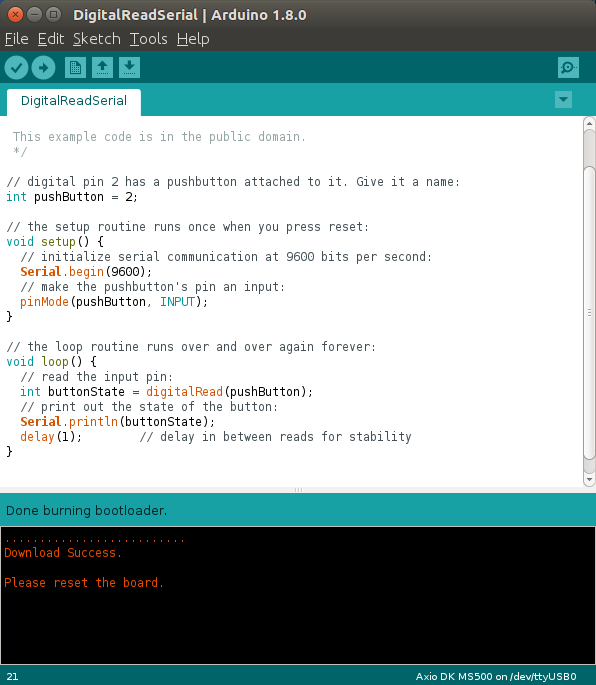 DigitalReadSerial | Arduino 1.8.0
File Edit Sketch Tools Help
DigitalReadSerial
This example code is in the public domain.
*/
// digital pin 2 has a pushbutton attached to it. Give it a name:
int pushButton = 2;
// the setup routine runs once when you press reset:
void setup() {
// initialize serial communication at 9600 bits per second:
Serial.begin(9600);
// make the pushbutton's pin an input:
pinMode(pushButton, INPUT);
}
// the loop routine runs over and over again forever:
void loop() {
// read the input pin:
int buttonState = digitalRead(pushButton);
// print out the state of the button:
Serial.println(buttonState);
delay(1);        // delay in between reads for stability
}
Done burning bootloader.
..........................
Download Success.
Please reset the board.
21 Axio DK MS500 on /dev/ttyUSB0